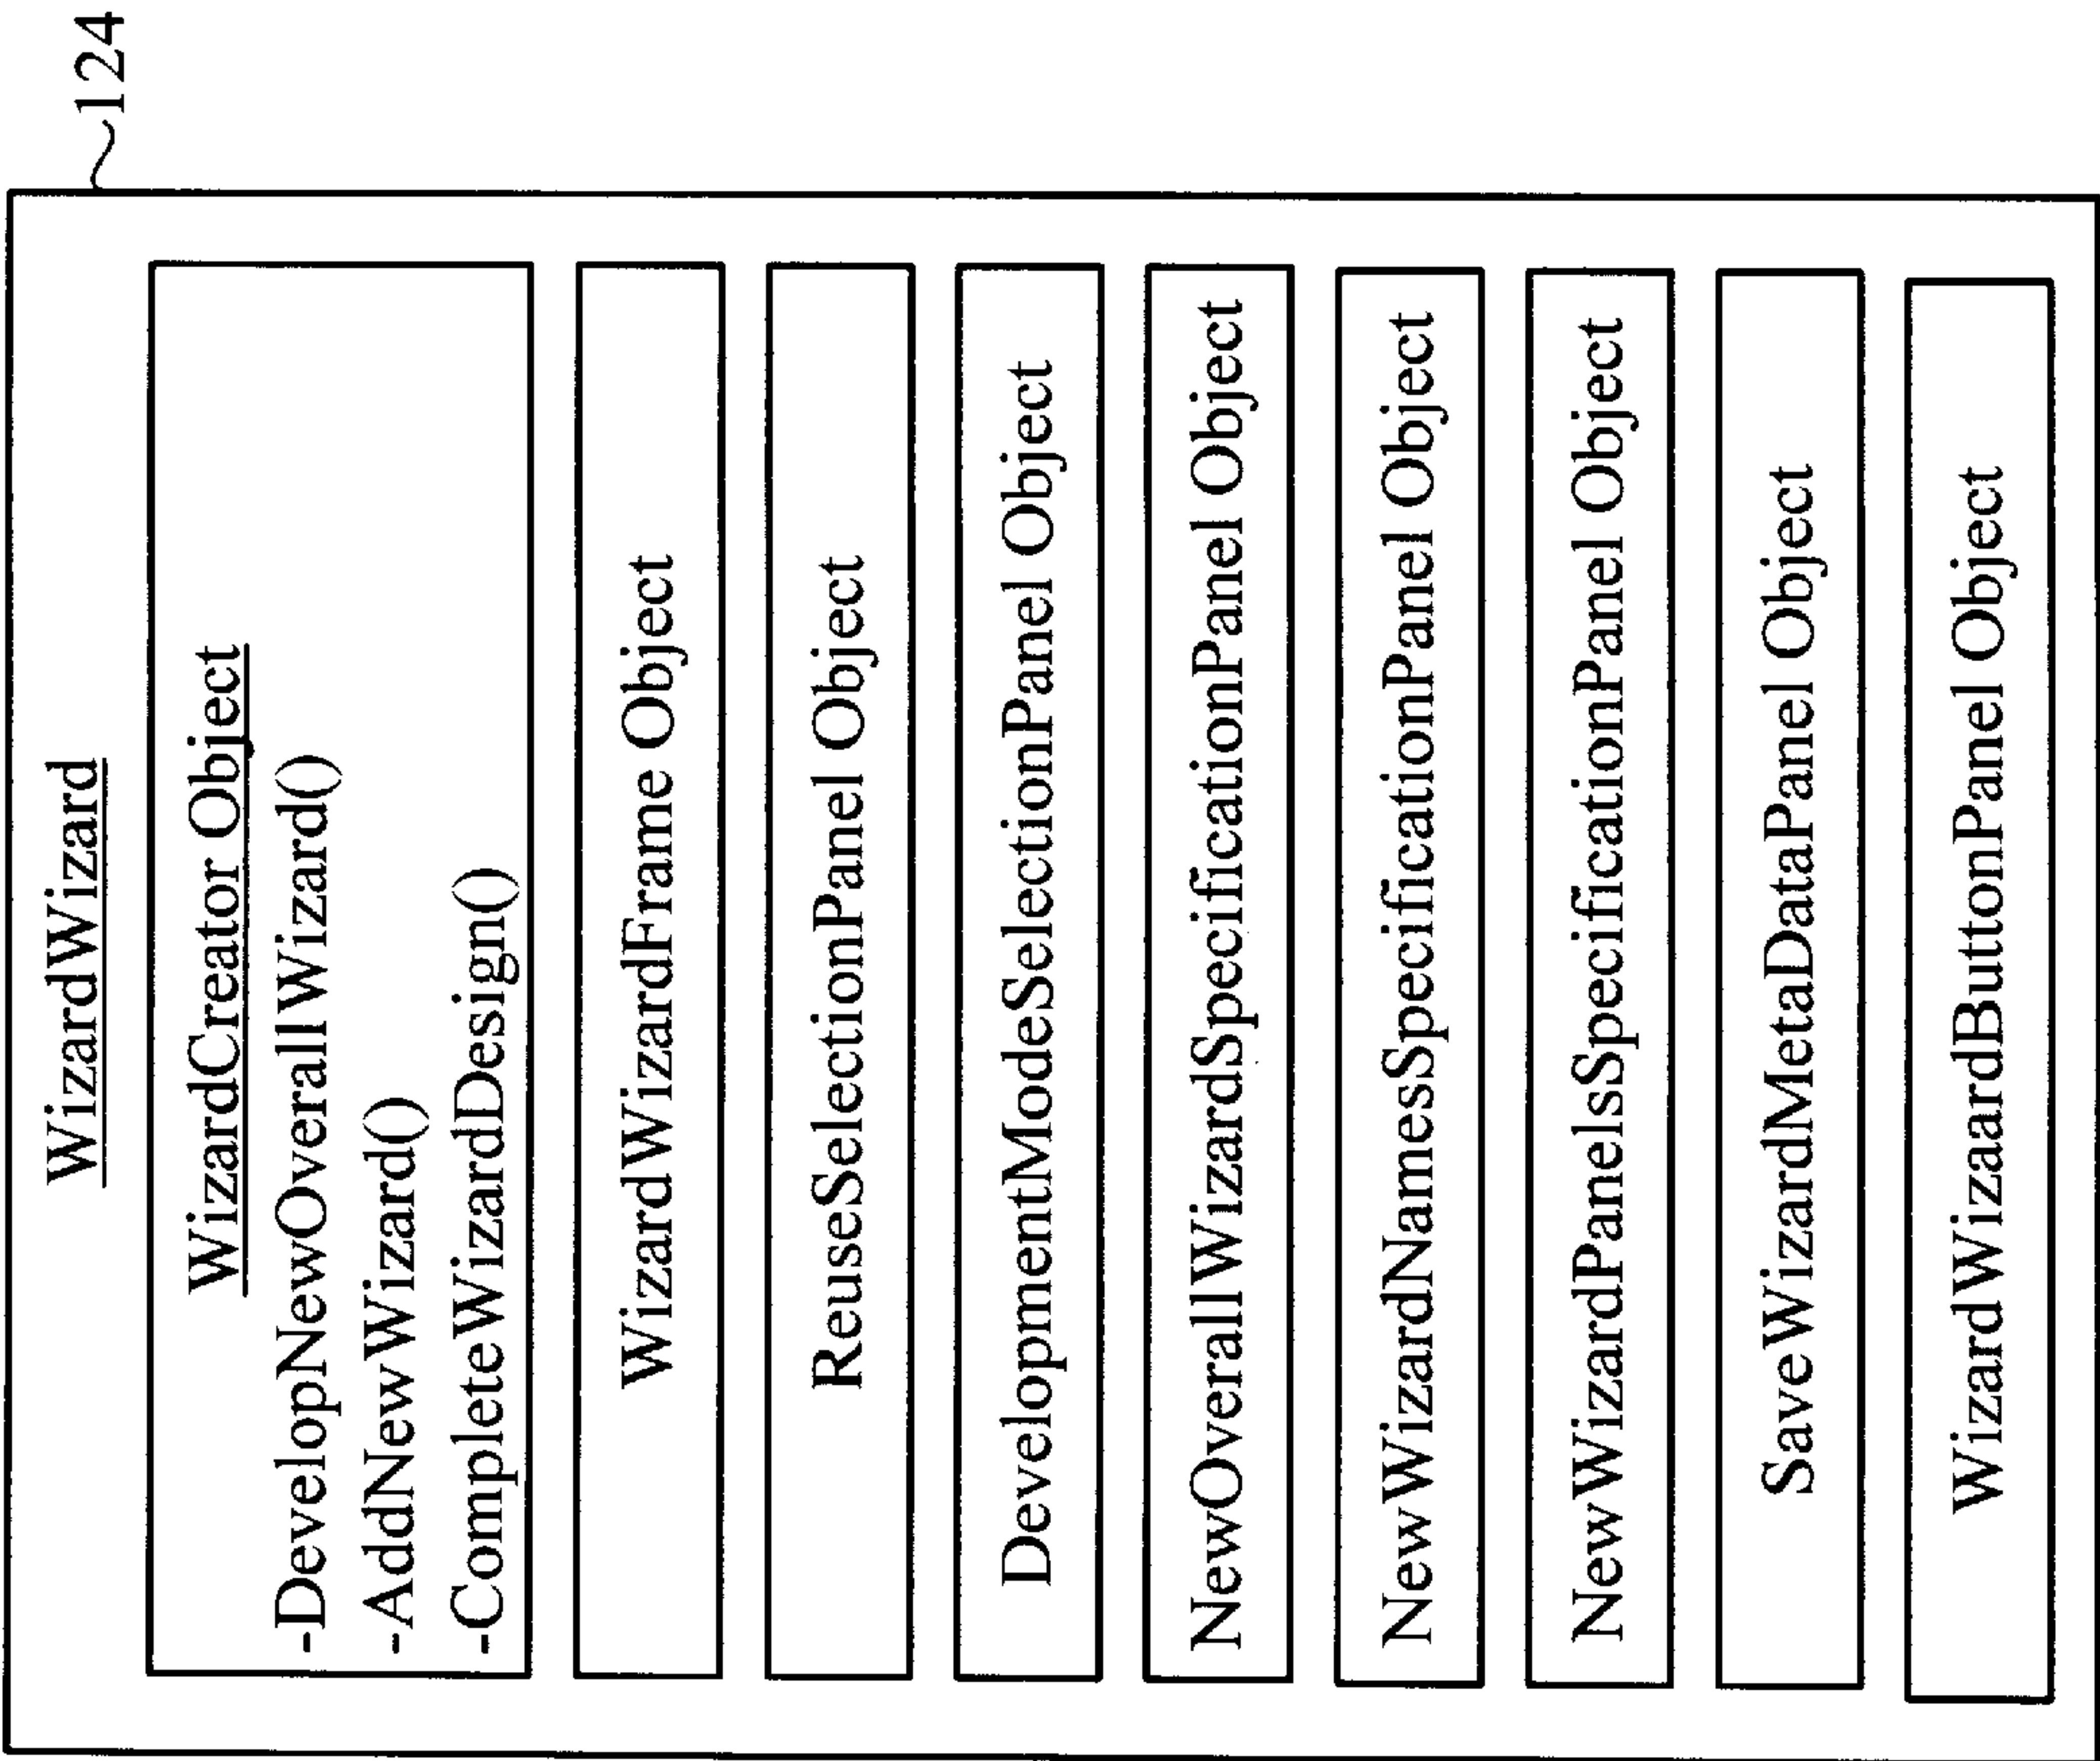 124
WizardWizard
WizardCreator Object
-DevelopNewOverallWizard()
-AddNewWizard()
-CompleteWizardDesign()
WizardWizardFrame Object
ReuseSelectionPanel Object
DevelopmentModeSelectionPanel Object
NewOverallWizardSpecificationPanel Object
NewWizardNamesSpecificationPanel Object
NewWizardPanelsSpecificationPanel Object
SaveWizardMetaDataPanel Object
WizardWizaardButtonPanel Object